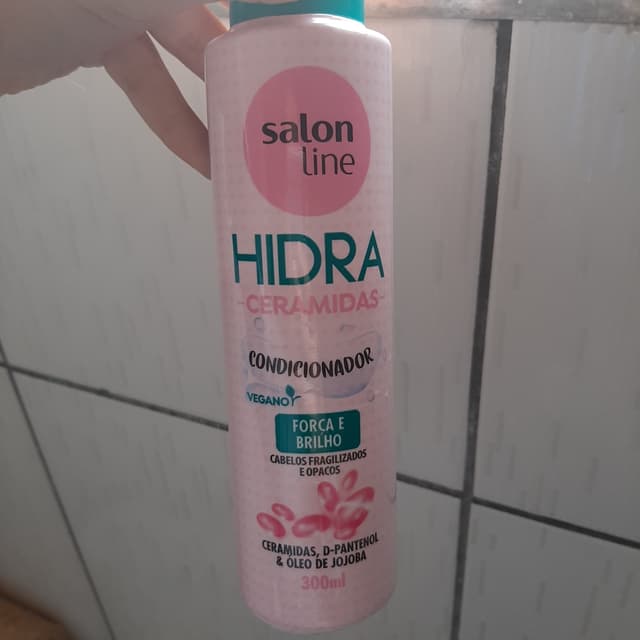 salon
line
HIDRA
-CERAMIDAS-
CONDICIONADOR
VEGANO
FORÇA E
BRILHO
CABELOS FRAGILIZADOS
E OPACOS
CERAMIDAS, D-PANTENOL
& ÓLEO DE JOJOBA
300ml